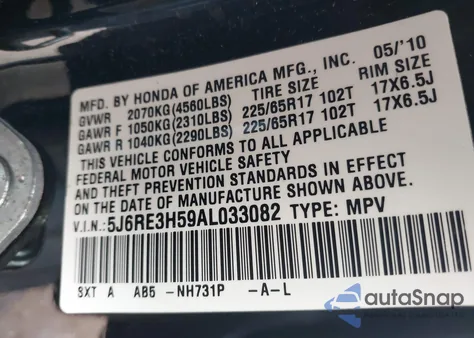 MFD. BY HONDA OF AMERICA MFG., INC. 05/'10
GVWR 2070KG(4560LBS) TIRE SIZE RIM SIZE
GAWR F 1050KG(2310LBS) 225/65R17 102T 17X6.5J
GAWR R 1040KG(2290LBS) 225/65R17 102T 17X6.5J
THIS VEHICLE CONFORMS TO ALL APPLICABLE
FEDERAL MOTOR VEHICLE SAFETY
AND THEFT PREVENTION STANDARDS IN EFFECT
ON THE DATE OF MANUFACTURE SHOWN ABOVE.
V.I.N.:5J6RE3H59AL033082 TYPE: MPV
SXT A AB5 -NH731P -A-L
autoSnap